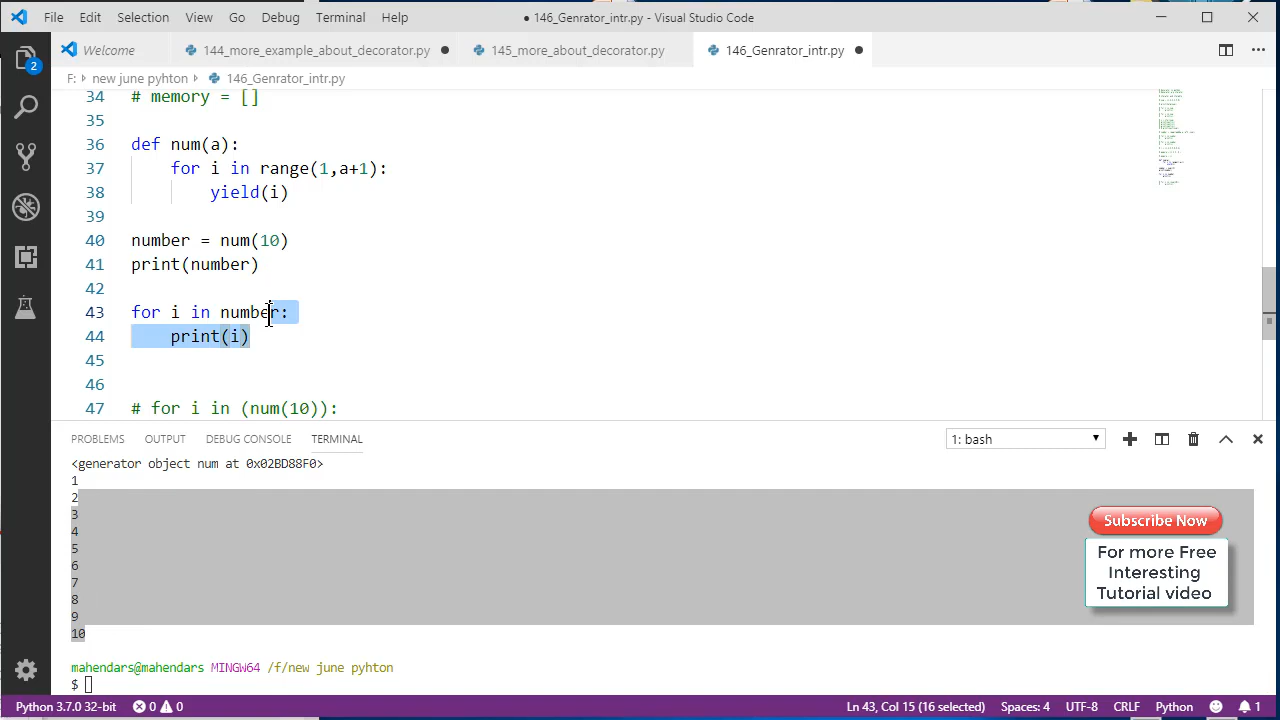 File Edit Selection View Go Debug Terminal Help ● 146_Genrator_intr.py - Visual Studio Code
Welcome 144_more_example_about_decorator.py 145_more_about_decorator.py 146_Genrator_intr.py
F: new june pyhton 146_Genrator_intr.py
2
34 # memory = []
35
36 def num(a):
37 for i in range(1,a+1):
38 yield(i)
39
40 number = num(10)
41 print(number)
42
43 for i in number:
44 print(i)
45
46
47 # for i in (num(10)):
PROBLEMS OUTPUT DEBUG CONSOLE TERMINAL 1: bash
<generator object num at 0x02BD88F0>
1
2
3
4
5
6
7
8
9
10
Subscribe Now
For more Free
Interesting
Tutorial video
mahendars@mahendars MINGW64 /f/new june pyhton
$
Python 3.7.0 32-bit 0 0 Ln 43, Col 15 (16 selected) Spaces: 4 UTF-8 CRLF Python 1